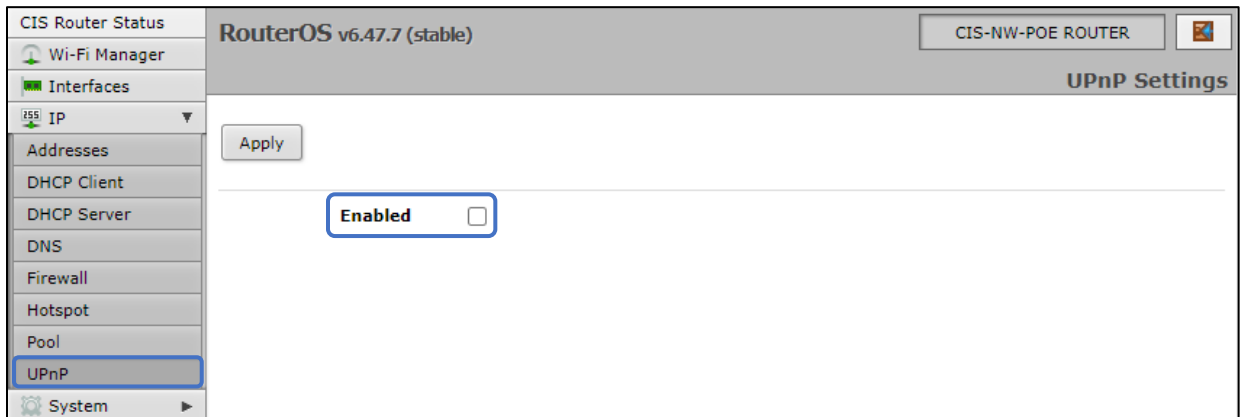 CIS Router Status
Wi-Fi Manager
Interfaces
255 IP
Addresses
DHCP Client
DHCP Server
DNS
Firewall
Hotspot
Pool
UPnP
System
RouterOS v6.47.7 (stable)
CIS-NW-POE ROUTER
UPnP Settings
Apply
Enabled